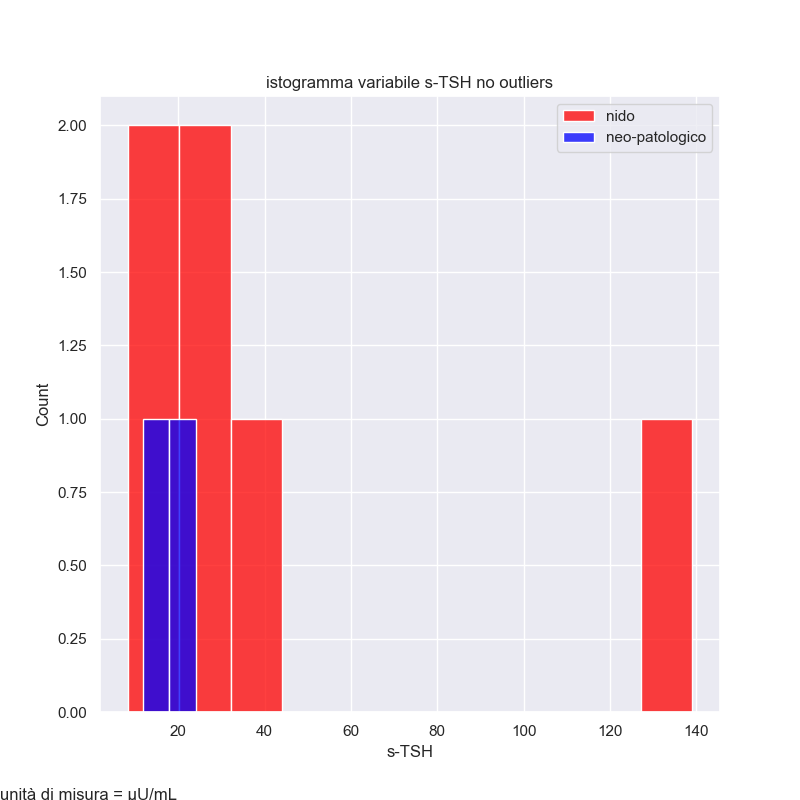 istogramma variabile s-TSH no outliers
nido
neo-patologico
2.00
1.75
1.50
1.25
1.00
0.75
0.50
0.25
0.00
Count
20 40 60 80 100 120 140
s-TSH
unità di misura = µU/mL